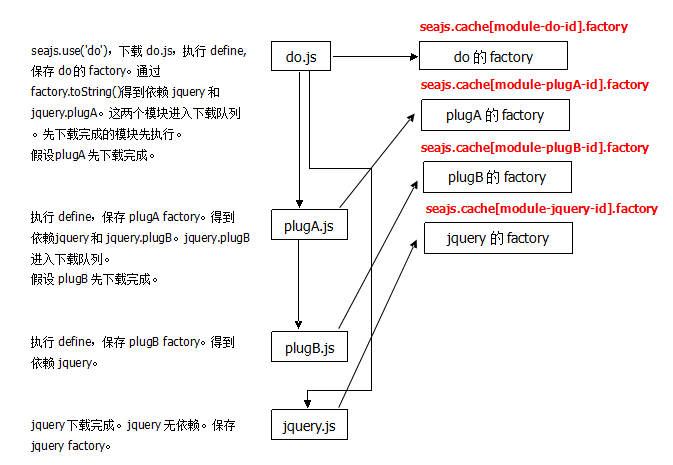 seajs.use('do')，下载 do.js，执行 define,
保存 do 的 factory。通过
factory.toString()得到依赖 jquery 和
jquery.plugA。这两个模块进入下载队列
。先下载完成的模块先执行。
假设plugA 先下载完成。
do.js
seajs.cache[module-do-id].factory
do 的 factory
seajs.cache[module-plugA-id].factory
plugA 的 factory
seajs.cache[module-plugB-id].factory
plugB 的 factory
seajs.cache[module-jquery-id].factory
jquery 的 factory
执行 define，保存 plugA factory。得到
依赖jquery 和 jquery.plugB。jquery.plugB
进入下载队列。
假设 plugB 先下载完成。
plugA.js
执行 define，保存 plugB factory。得到
依赖 jquery。
plugB.js
jquery 下载完成。jquery 无依赖。保存
jquery factory。
jquery.js